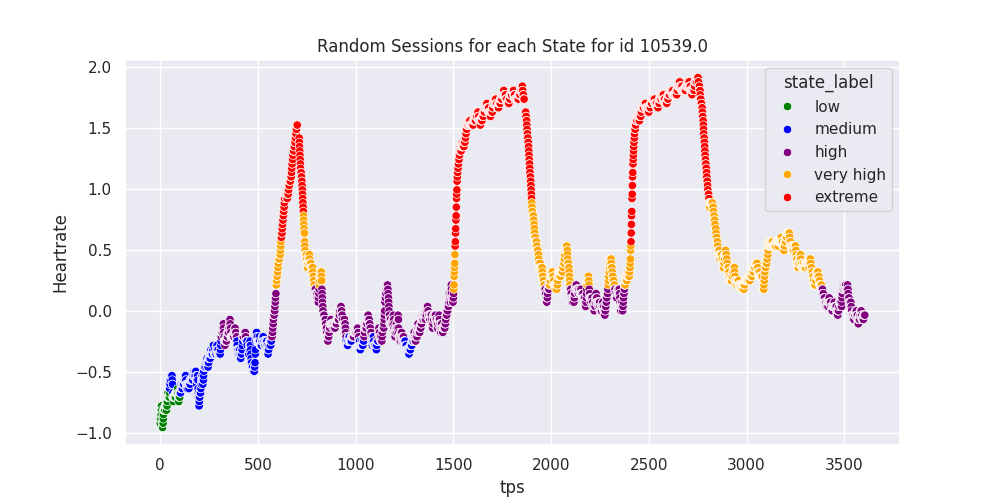 Random Sessions for each State for id 10539.0
2.0
1.5
1.0
0.5
0.0
−0.5
−1.0
Heartrate
0 500 1000 1500 2000 2500 3000 3500
tps
state_label
low
medium
high
very high
extreme